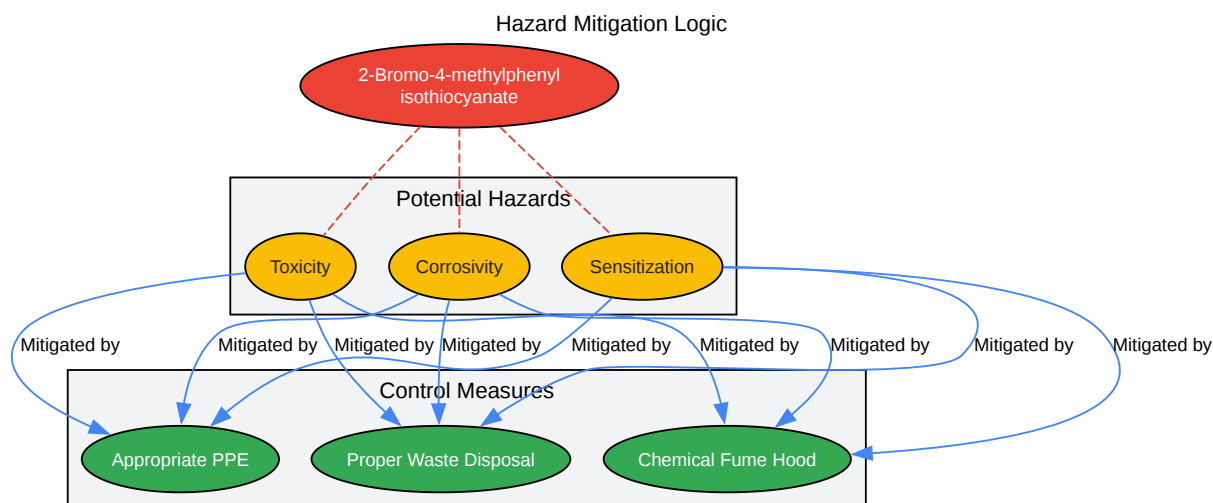 Hazard Mitigation Logic
2-Bromo-4-methylphenyl
isothiocyanate
Potential Hazards
Toxicity
Corrosivity
Sensitization
Mitigated by
Mitigated by
Mitigated by
Mitigated by
Mitigated by
Mitigated by
Mitigated by
Mitigated by
Mitigated by
Control Measures
Appropriate PPE
Proper Waste Disposal
Chemical Fume Hood